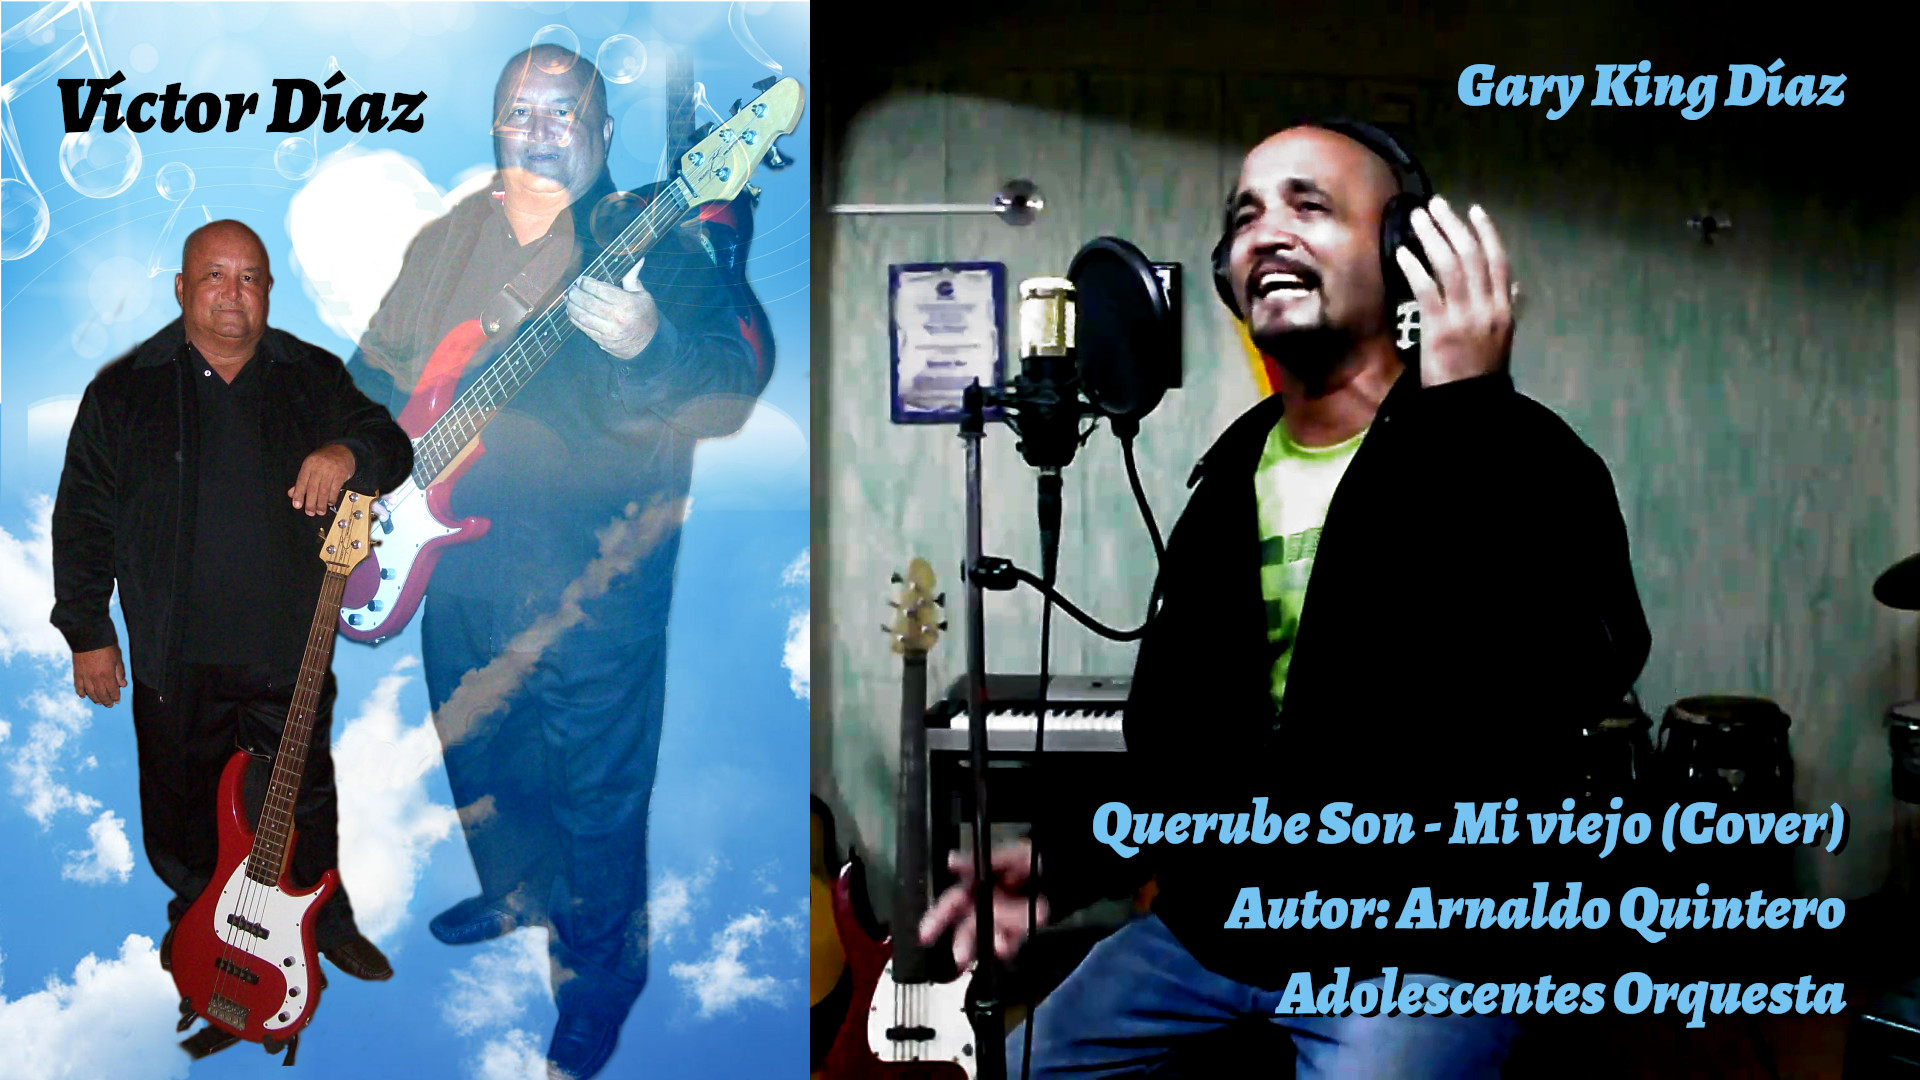 Víctor Díaz
Gary King Díaz
Querube Son - Mi viejo (Cover)
Autor: Arnaldo Quintero
Adolescentes Orquesta